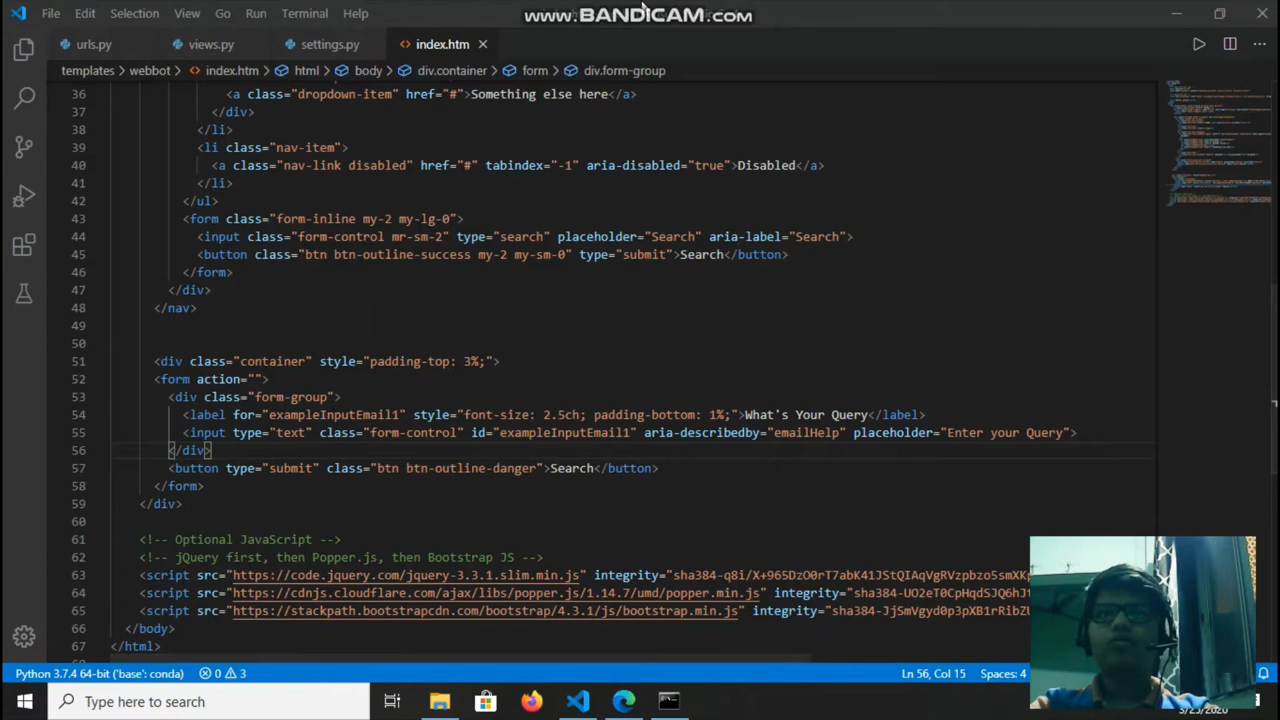 File Edit Selection View Go Run Terminal Help
www.BANDICAM.com
urls.py views.py settings.py index.htm
templates > webbot > index.htm > html > body > div.container > form > div.form-group
36 <a class="dropdown-item" href="#">Something else here</a>
37 </div>
38 </li>
39 <li class="nav-item">
40 <a class="nav-link disabled" href="#" tabindex="-1" aria-disabled="true">Disabled</a>
41 </li>
42 </ul>
43 <form class="form-inline my-2 my-lg-0">
44 <input class="form-control mr-sm-2" type="search" placeholder="Search" aria-label="Search">
45 <button class="btn btn-outline-success my-2 my-sm-0" type="submit">Search</button>
46 </form>
47 </div>
48 </nav>
49
50
51 <div class="container" style="padding-top: 3%;">
52 <form action="">
53 <div class="form-group">
54 <label for="exampleInputEmail1" style="font-size: 2.5ch; padding-bottom: 1%;">What's Your Query</label>
55 <input type="text" class="form-control" id="exampleInputEmail1" aria-describedby="emailHelp" placeholder="Enter your Query">
56 </div>
57 <button type="submit" class="btn btn-outline-danger">Search</button>
58 </form>
59 </div>
60
61 <!-- Optional JavaScript -->
62 <!-- jQuery first, then Popper.js, then Bootstrap JS -->
63 <script src="https://code.jquery.com/jquery-3.3.1.slim.min.js" integrity="sha384-q8i/X+965DzO0rT7abK41JStQIAqVgRVzpbzo5smXKp
64 <script src="https://cdnjs.cloudflare.com/ajax/libs/popper.js/1.14.7/umd/popper.min.js" integrity="sha384-UO2eT0CpHqdSJQ6hJt
65 <script src="https://stackpath.bootstrapcdn.com/bootstrap/4.3.1/js/bootstrap.min.js" integrity="sha384-JjSmVgyd0p3pXB1rRibZU
66 </body>
67 </html>
Python 3.7.4 64-bit ('base': conda) 0 3 Ln 56, Col 15 Spaces: 4
Type here to search